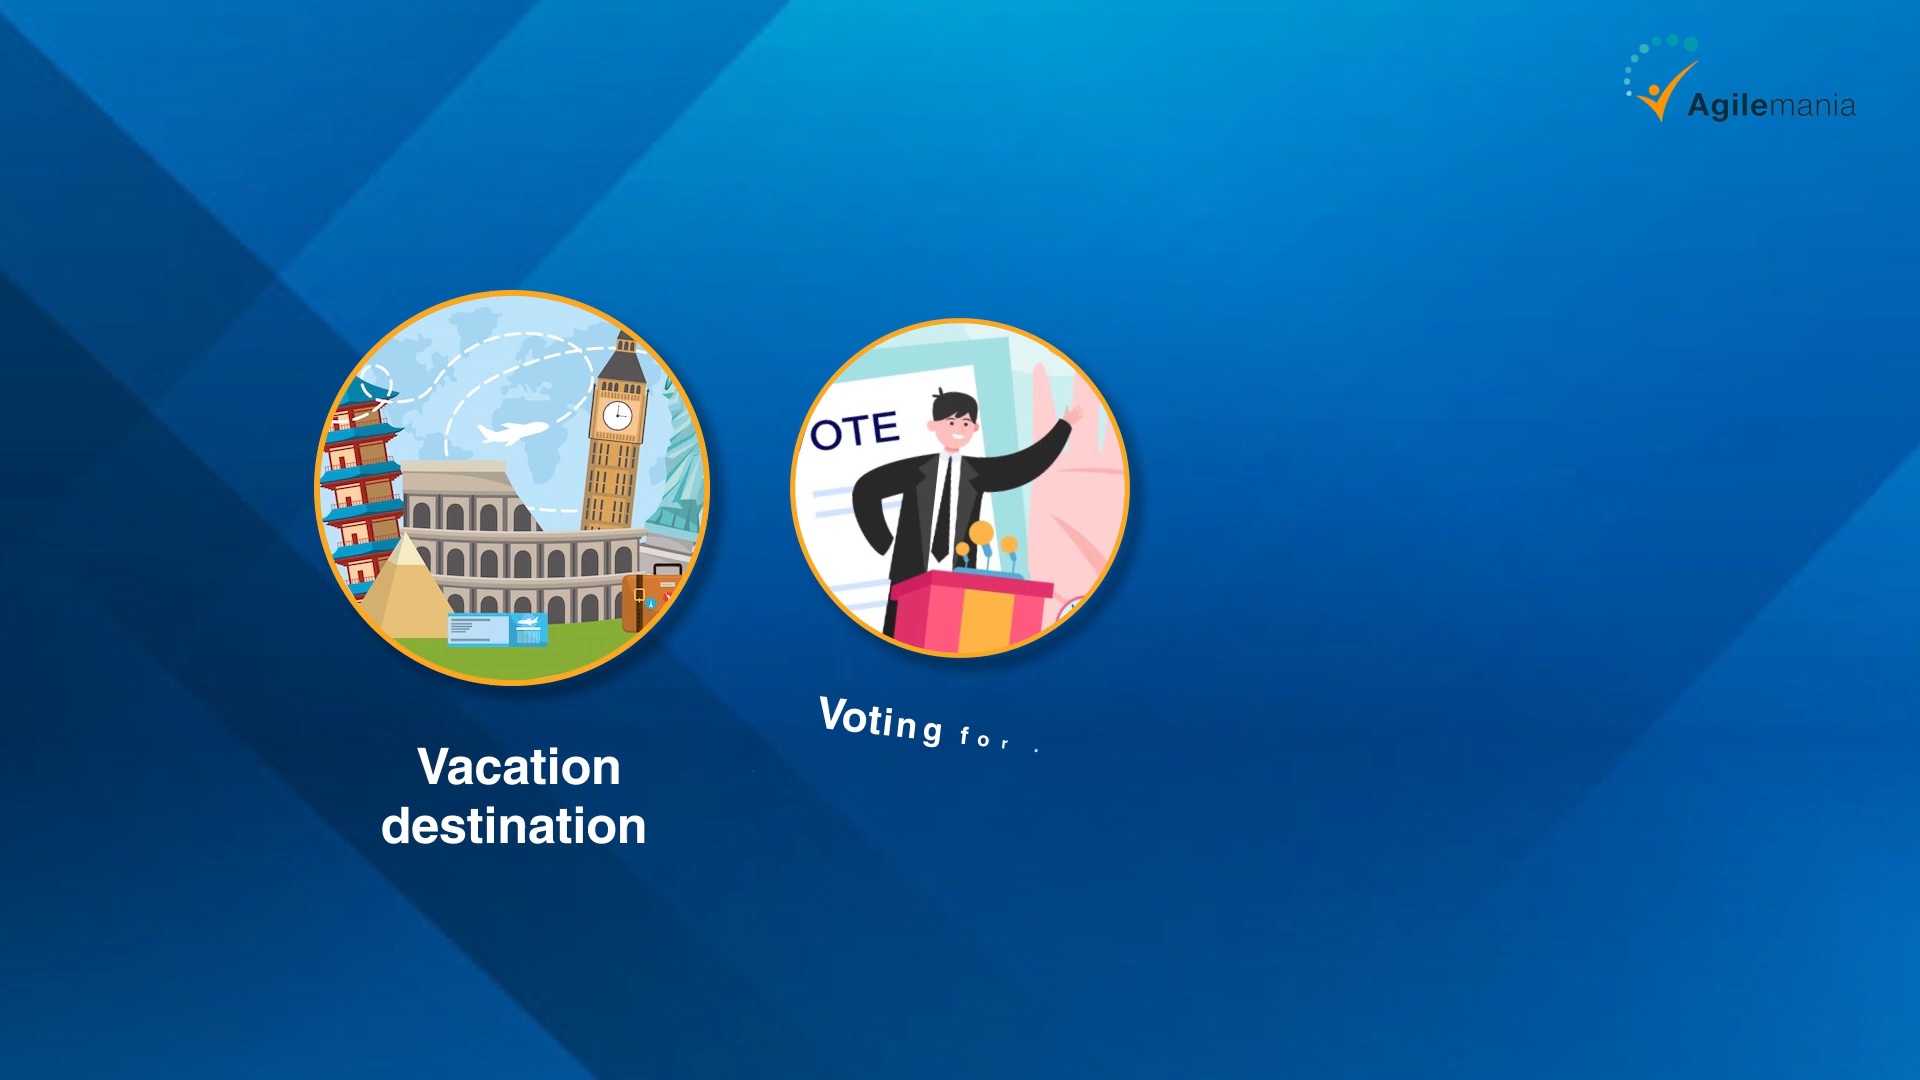 Agilemania
OTE
Vacation
destination
Voting for